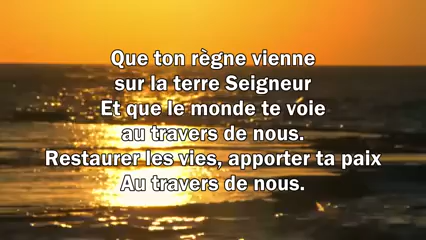 Que ton règne vienne
sur la terre Seigneur
Et que le monde te voie
au travers de nous.
Restaurer les vies, apporter ta paix
Au travers de nous.